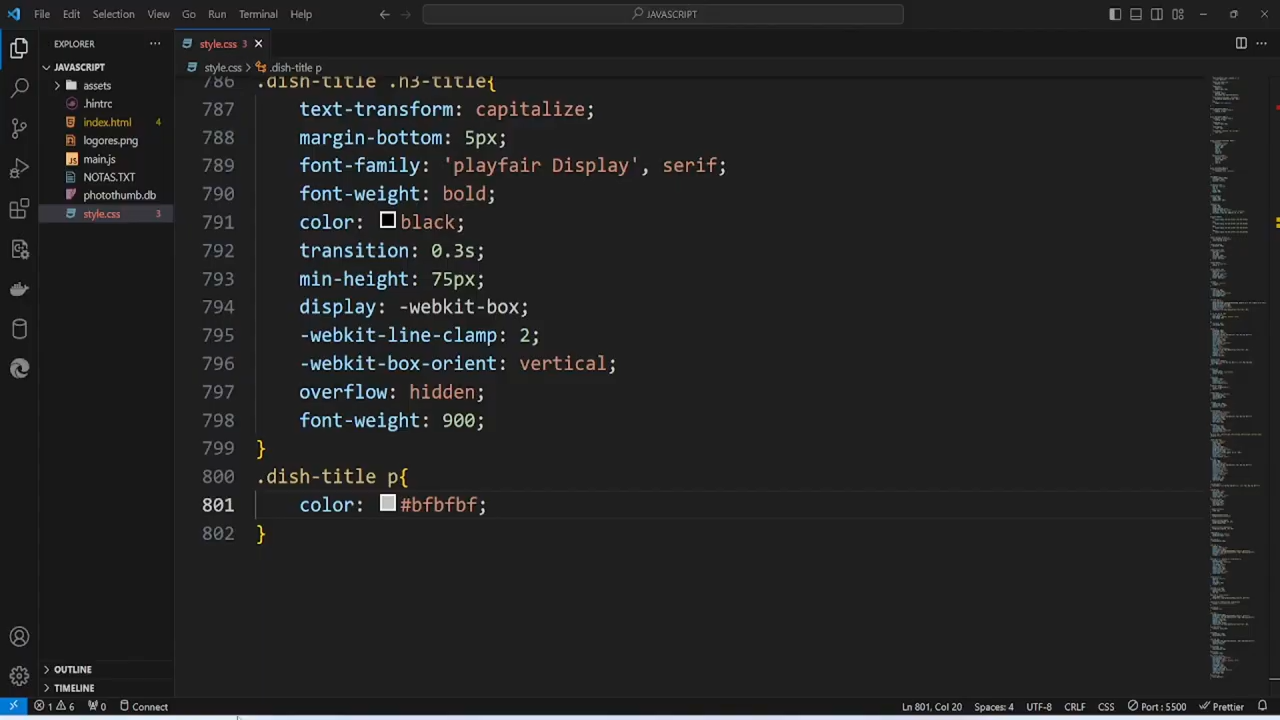 File Edit Selection View Go Run Terminal Help
JAVASCRIPT
EXPLORER
style.css 3
JAVASCRIPT
style.css > .dish-title p
assets
.hintrc
index.html 4
logores.png
main.js
NOTAS.TXT
photothumb.db
style.css 3
786 .dish-title .h3-title{
787 text-transform: capitalize;
788 margin-bottom: 5px;
789 font-family: 'playfair Display', serif;
790 font-weight: bold;
791 color: black;
792 transition: 0.3s;
793 min-height: 75px;
794 display: -webkit-box;
795 -webkit-line-clamp: 2;
796 -webkit-box-orient: vertical;
797 overflow: hidden;
798 font-weight: 900;
799 }
800 .dish-title p{
801 color: #bfbfbf;
802 }
OUTLINE
TIMELINE
1 6 0 Connect
Ln 801, Col 20 Spaces: 4 UTF-8 CRLF CSS Port : 5500 Prettier